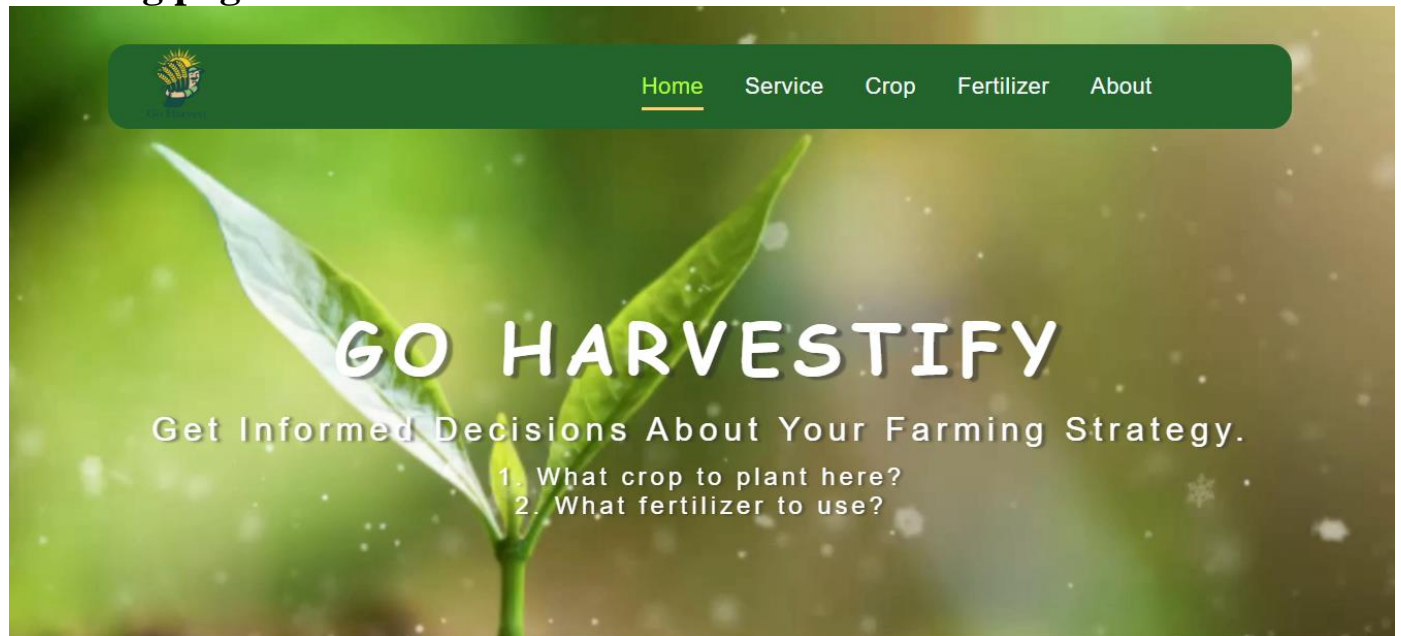 Home Service Crop Fertilizer About
GO HARVESTIFY
Get Informed Decisions About Your Farming Strategy.
1. What crop to plant here?
2. What fertilizer to use?